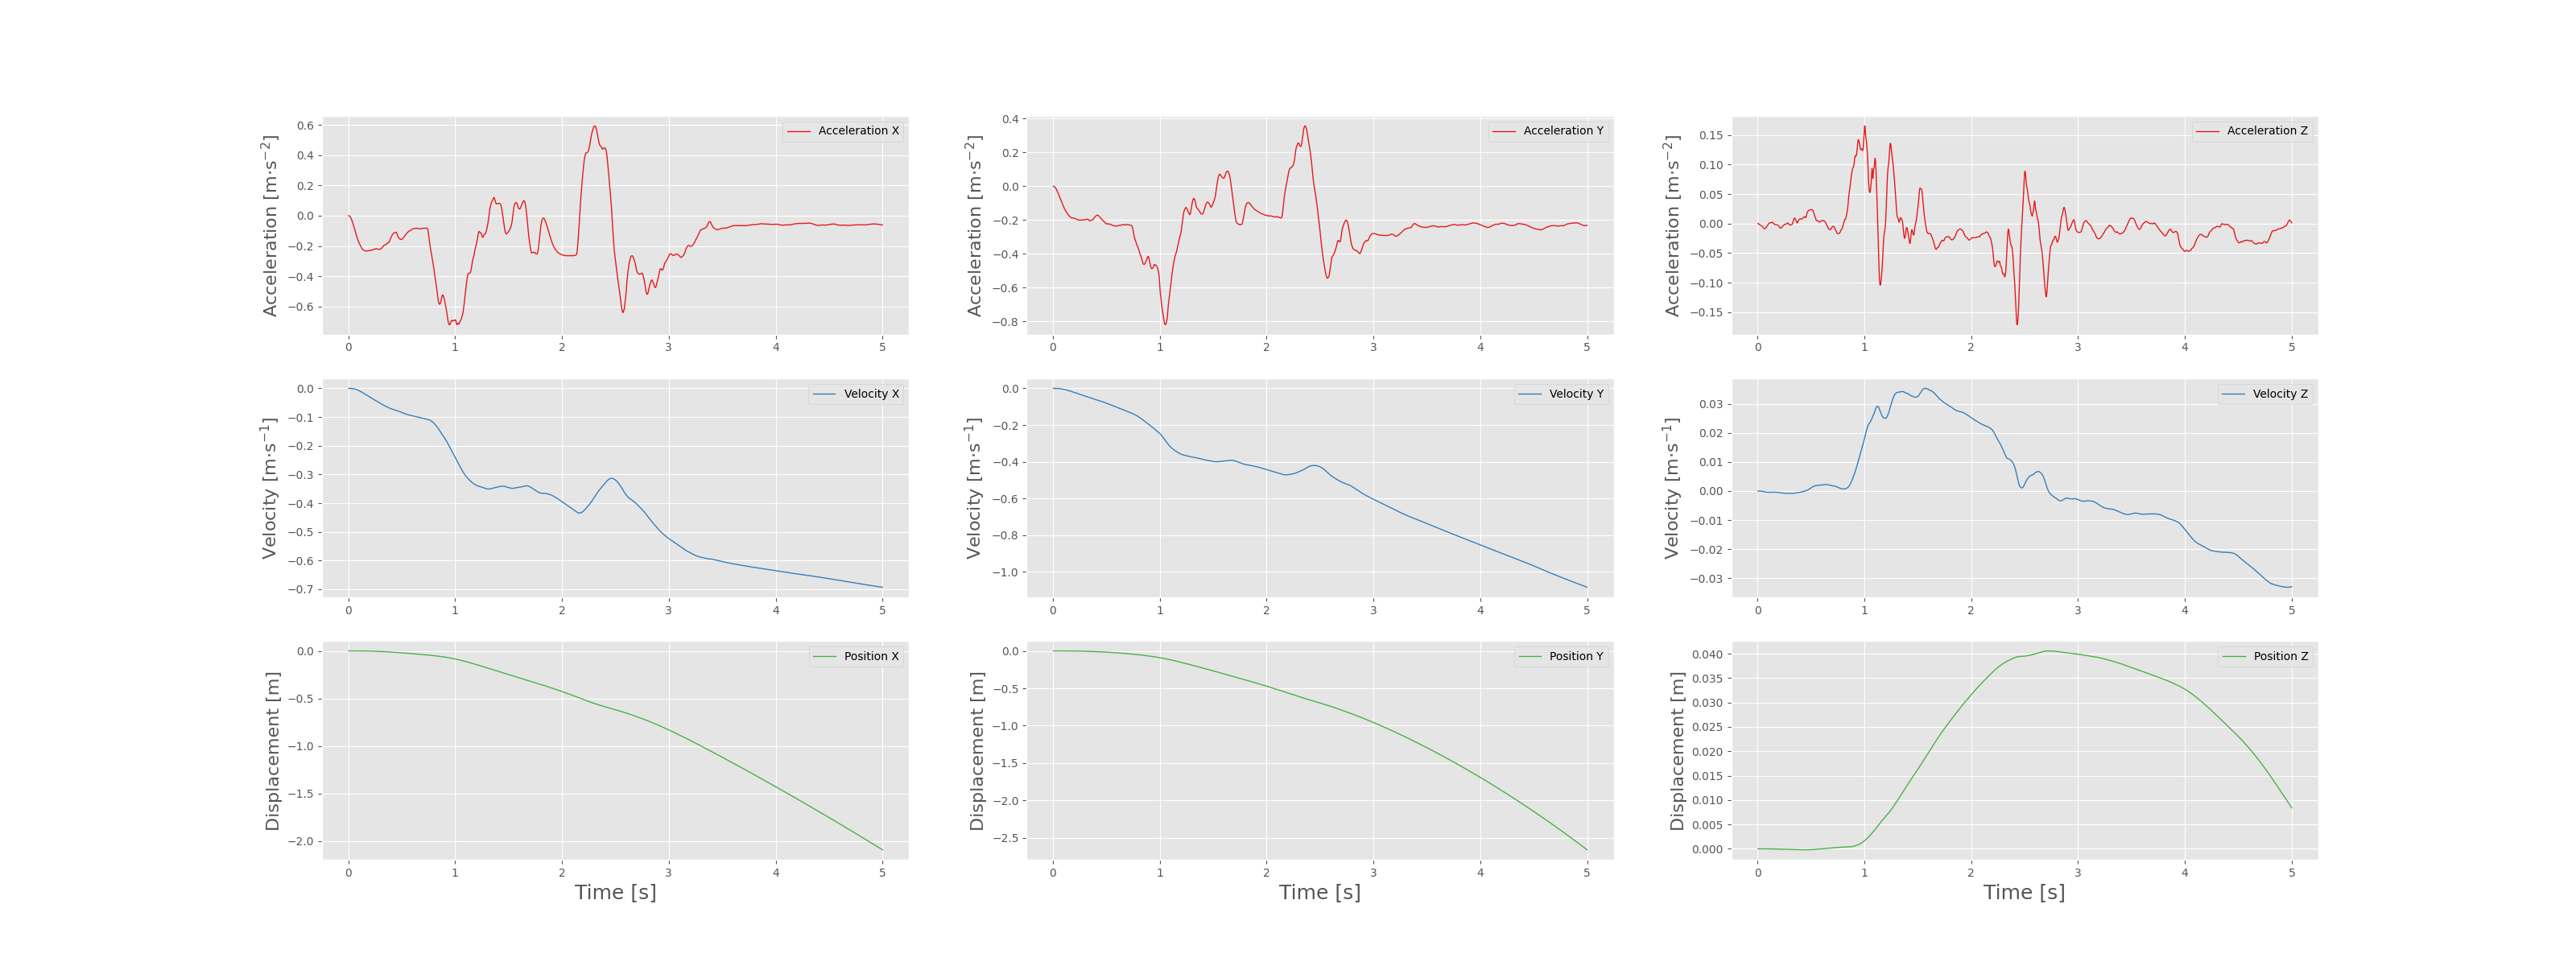 Acceleration [m·s⁻²]
0.6
0.4
0.2
0.0
−0.2
−0.4
−0.6
Acceleration X
0 1 2 3 4 5
Acceleration [m·s⁻²]
0.4
0.2
0.0
−0.2
−0.4
−0.6
−0.8
Acceleration Y
0 1 2 3 4 5
Acceleration [m·s⁻²]
0.15
0.10
0.05
0.00
−0.05
−0.10
−0.15
Acceleration Z
0 1 2 3 4 5
Velocity [m·s⁻¹]
0.0
−0.1
−0.2
−0.3
−0.4
−0.5
−0.6
−0.7
Velocity X
0 1 2 3 4 5
Velocity [m·s⁻¹]
0.0
−0.2
−0.4
−0.6
−0.8
−1.0
Velocity Y
0 1 2 3 4 5
Velocity [m·s⁻¹]
0.03
0.02
0.01
0.00
−0.01
−0.02
−0.03
Velocity Z
0 1 2 3 4 5
Displacement [m]
0.0
−0.5
−1.0
−1.5
−2.0
Position X
0 1 2 3 4 5
Time [s]
Displacement [m]
0.0
−0.5
−1.0
−1.5
−2.0
−2.5
Position Y
0 1 2 3 4 5
Time [s]
Displacement [m]
0.040
0.035
0.030
0.025
0.020
0.015
0.010
0.005
0.000
Position Z
0 1 2 3 4 5
Time [s]